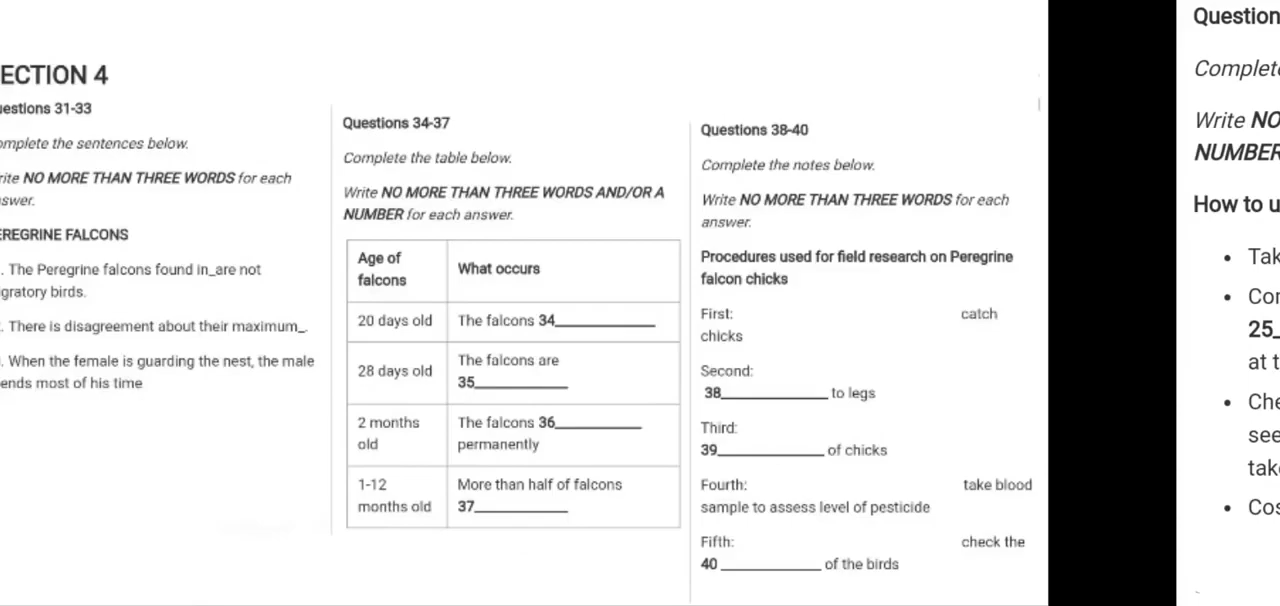 ECTION 4
uestions 31-33
omplete the sentences below.
rite NO MORE THAN THREE WORDS for each
swer.
EREGRINE FALCONS
. The Peregrine falcons found in_are not
gratory birds.
. There is disagreement about their maximum_.
. When the female is guarding the nest, the male
ends most of his time
Questions 34-37
Complete the table below.
Write NO MORE THAN THREE WORDS AND/OR A
NUMBER for each answer.
Age of
falcons
What occurs
20 days old
The falcons 34____________
28 days old
The falcons are
35____________
2 months
old
The falcons 36____________
permanently
1-12
months old
More than half of falcons
37____________
Questions 38-40
Complete the notes below.
Write NO MORE THAN THREE WORDS for each
answer.
Procedures used for field research on Peregrine
falcon chicks
First: catch
chicks
Second:
38____________ to legs
Third:
39____________ of chicks
Fourth: take blood
sample to assess level of pesticide
Fifth: check the
40 ____________ of the birds
Question
Complete
Write NO
NUMBER
How to u
• Tak
• Cor
25_
at t
• Che
see
take
• Cos